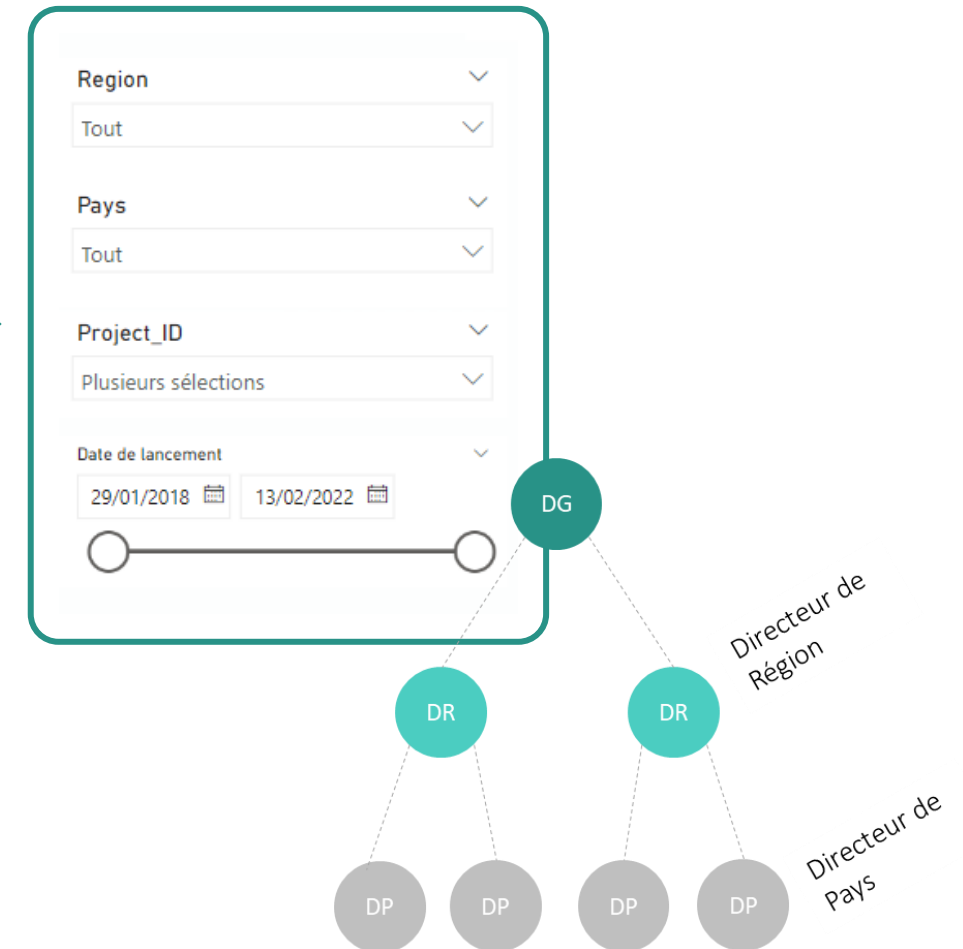 Region
Tout
Pays
Tout
Project_ID
Plusieurs sélections
Date de lancement
29/01/2018 13/02/2022
DG
Directeur de
Région
DR DR
Directeur de
Pays
DP DP DP DP